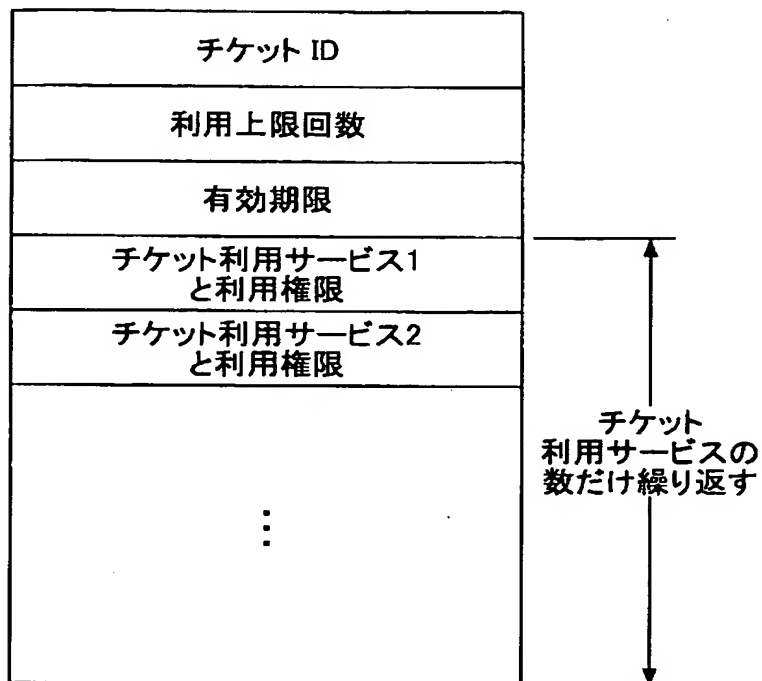 チケット ID
利用上限回数
有効期限
チケット利用サービス1
と利用権限
チケット利用サービス2
と利用権限
⋮
チケット
利用サービスの
数だけ繰り返す